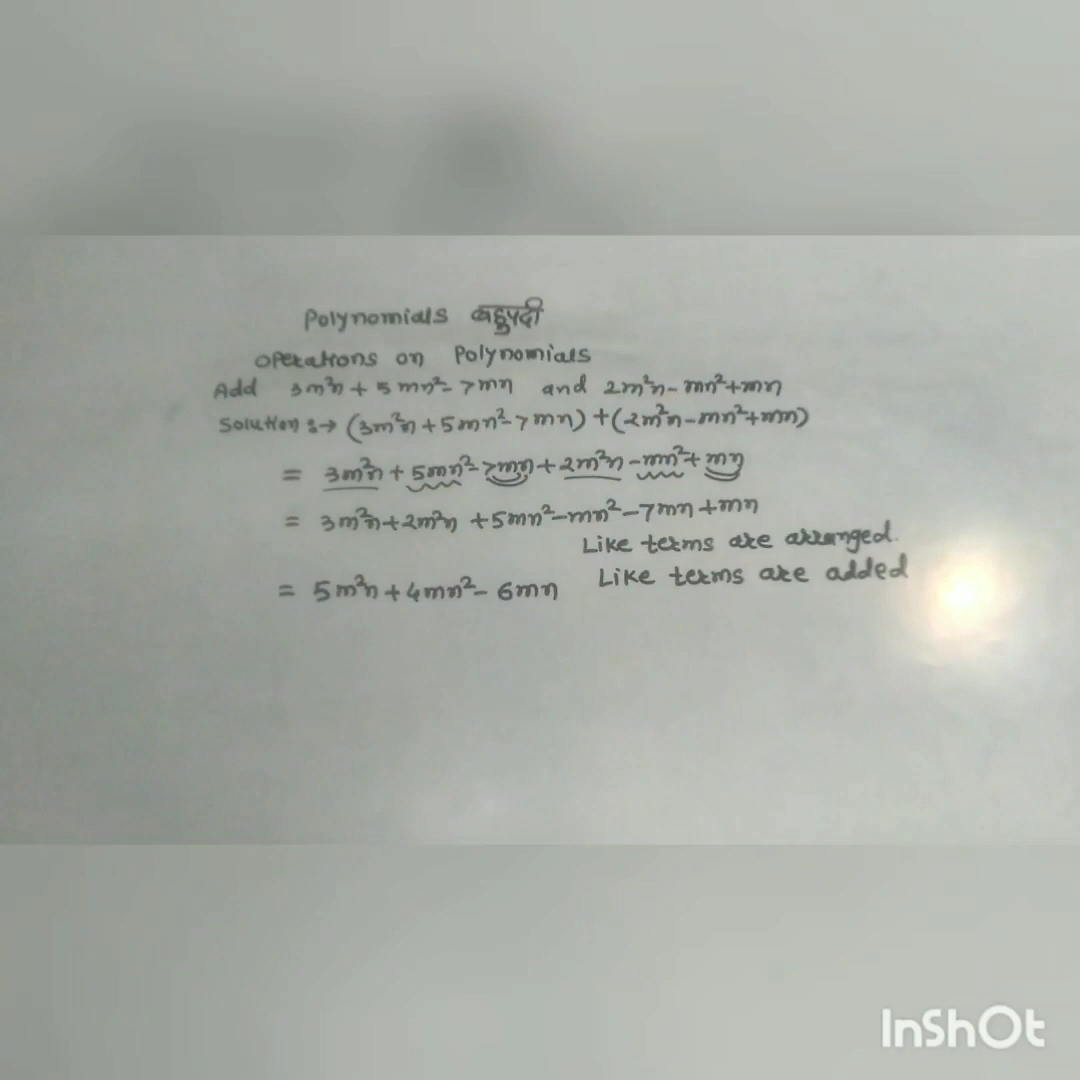 Polynomials बहुपदी
Operations on Polynomials
Add 3m²n + 5mn² - 7mn and 2m²n - mn² + mn
Solution :→ (3m²n + 5mn² - 7mn) + (2m²n - mn² + mn)
= 3m²n + 5mn² - 7mn + 2m²n - mn² + mn
= 3m²n + 2m²n + 5mn² - mn² - 7mn + mn
Like terms are arranged.
= 5m²n + 4mn² - 6mn Like terms are added
InShOt